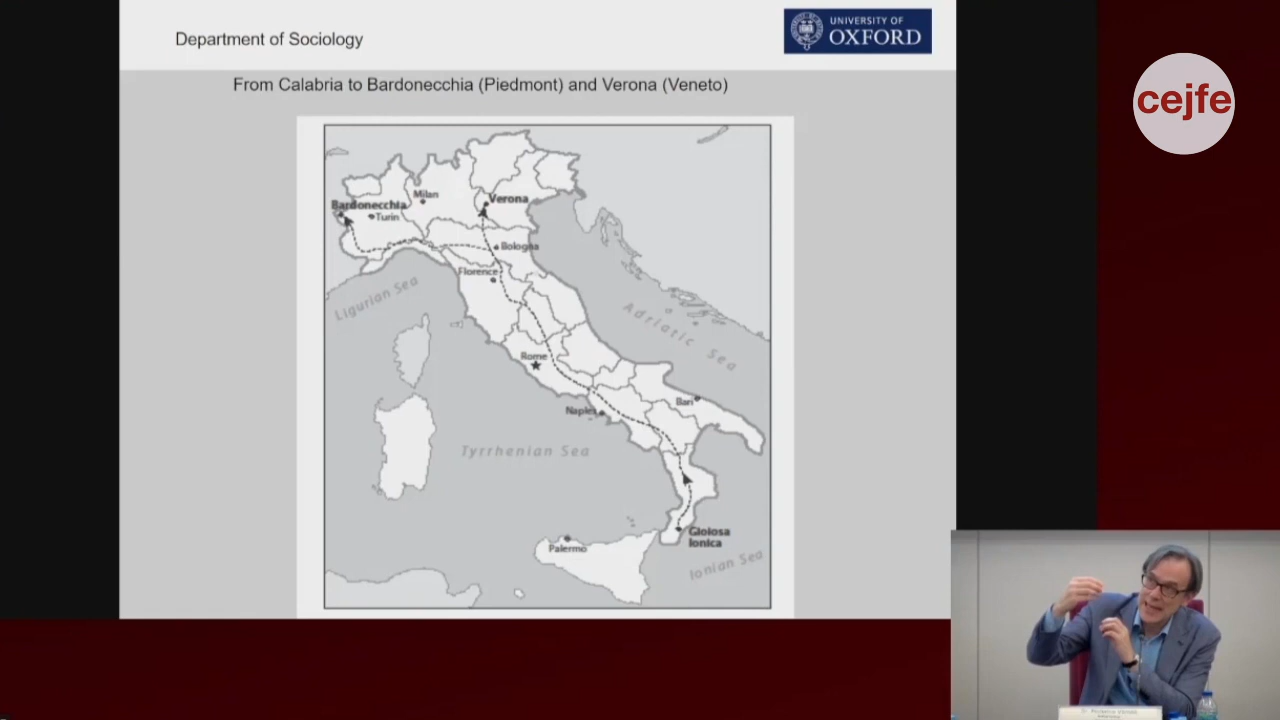 Department of Sociology
UNIVERSITY OF
OXFORD
cejfe
From Calabria to Bardonecchia (Piedmont) and Verona (Veneto)
Milan
Verona
Bardonecchia
Turin
Bologna
Florence
Ligurian Sea
Adriatic Sea
Rome
Naples
Bari
Tyrrhenian Sea
Gioiosa
Ionica
Palermo
Ionian Sea